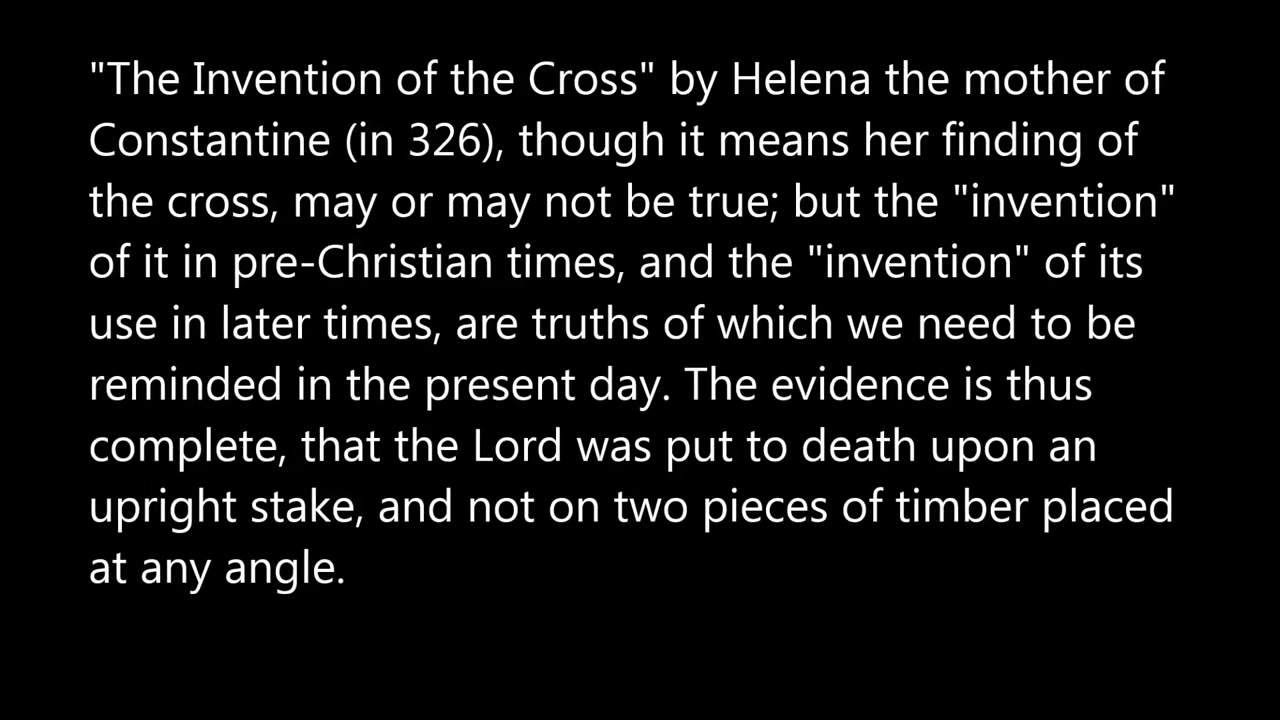 "The Invention of the Cross" by Helena the mother of
Constantine (in 326), though it means her finding of
the cross, may or may not be true; but the "invention"
of it in pre-Christian times, and the "invention" of its
use in later times, are truths of which we need to be
reminded in the present day. The evidence is thus
complete, that the Lord was put to death upon an
upright stake, and not on two pieces of timber placed
at any angle.